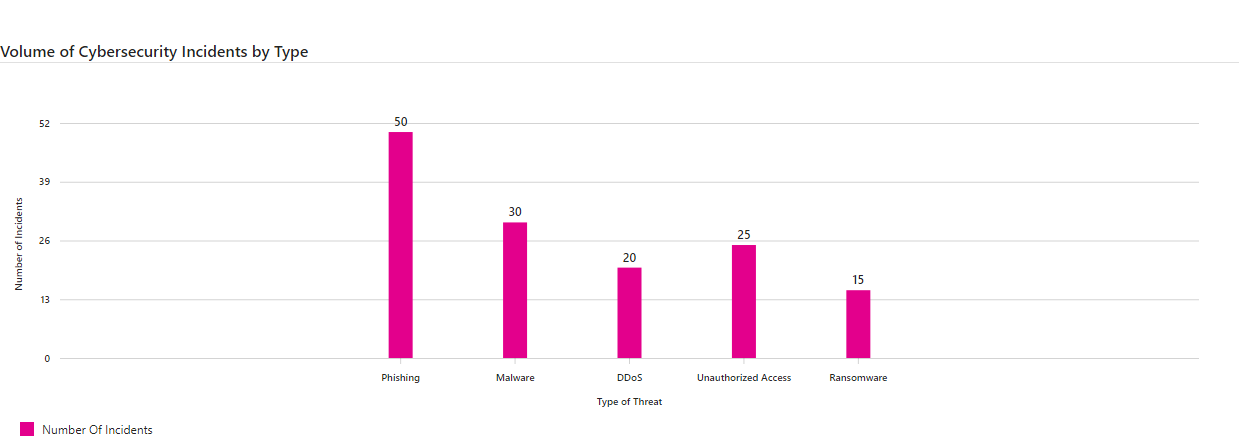 Volume of Cybersecurity Incidents by Type
52
39
26
13
0
Number of Incidents
50
30
20
25
15
Phishing
Malware
DDoS
Unauthorized Access
Ransomware
Type of Threat
Number Of Incidents